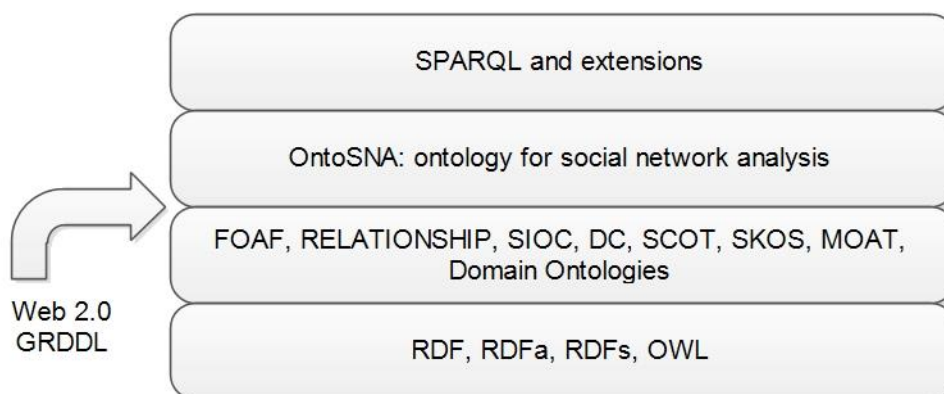 SPARQL and extensions
OntoSNA: ontology for social network analysis
FOAF, RELATIONSHIP, SIOC, DC, SCOT, SKOS, MOAT,
Domain Ontologies
Web 2.0
GRDDL
RDF, RDFa, RDFs, OWL